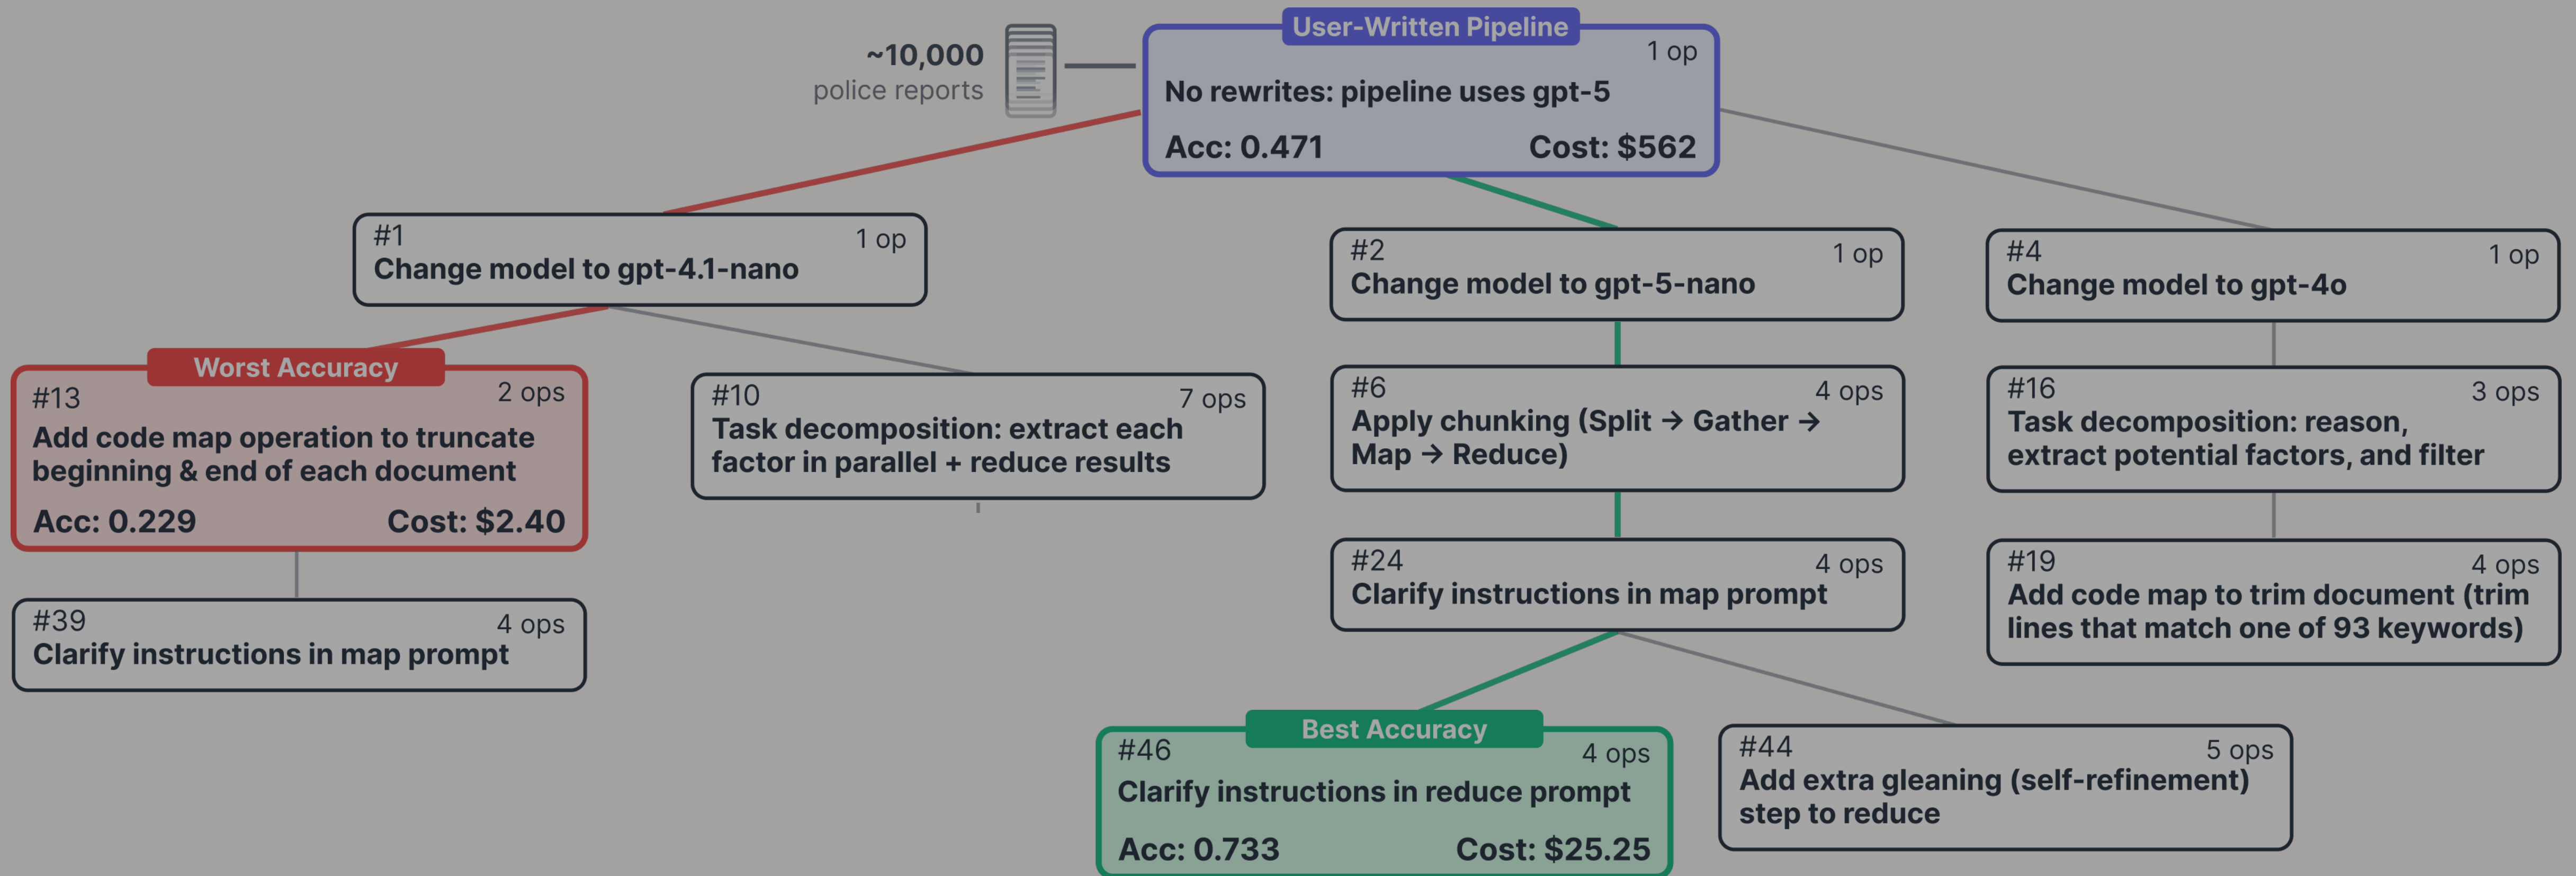 User-Written Pipeline
~10,000
police reports
1 op
No rewrites: pipeline uses gpt-5
Acc: 0.471 Cost: $562
#1 1 op
Change model to gpt-4.1-nano
#2 1 op
Change model to gpt-5-nano
#4 1 op
Change model to gpt-4o
Worst Accuracy
#13 2 ops
Add code map operation to truncate
beginning & end of each document
Acc: 0.229 Cost: $2.40
#10 7 ops
Task decomposition: extract each
factor in parallel + reduce results
#6 4 ops
Apply chunking (Split → Gather →
Map → Reduce)
#16 3 ops
Task decomposition: reason,
extract potential factors, and filter
#39 4 ops
Clarify instructions in map prompt
#24 4 ops
Clarify instructions in map prompt
#19 4 ops
Add code map to trim document (trim
lines that match one of 93 keywords)
Best Accuracy
#46 4 ops
Clarify instructions in reduce prompt
Acc: 0.733 Cost: $25.25
#44 5 ops
Add extra gleaning (self-refinement)
step to reduce